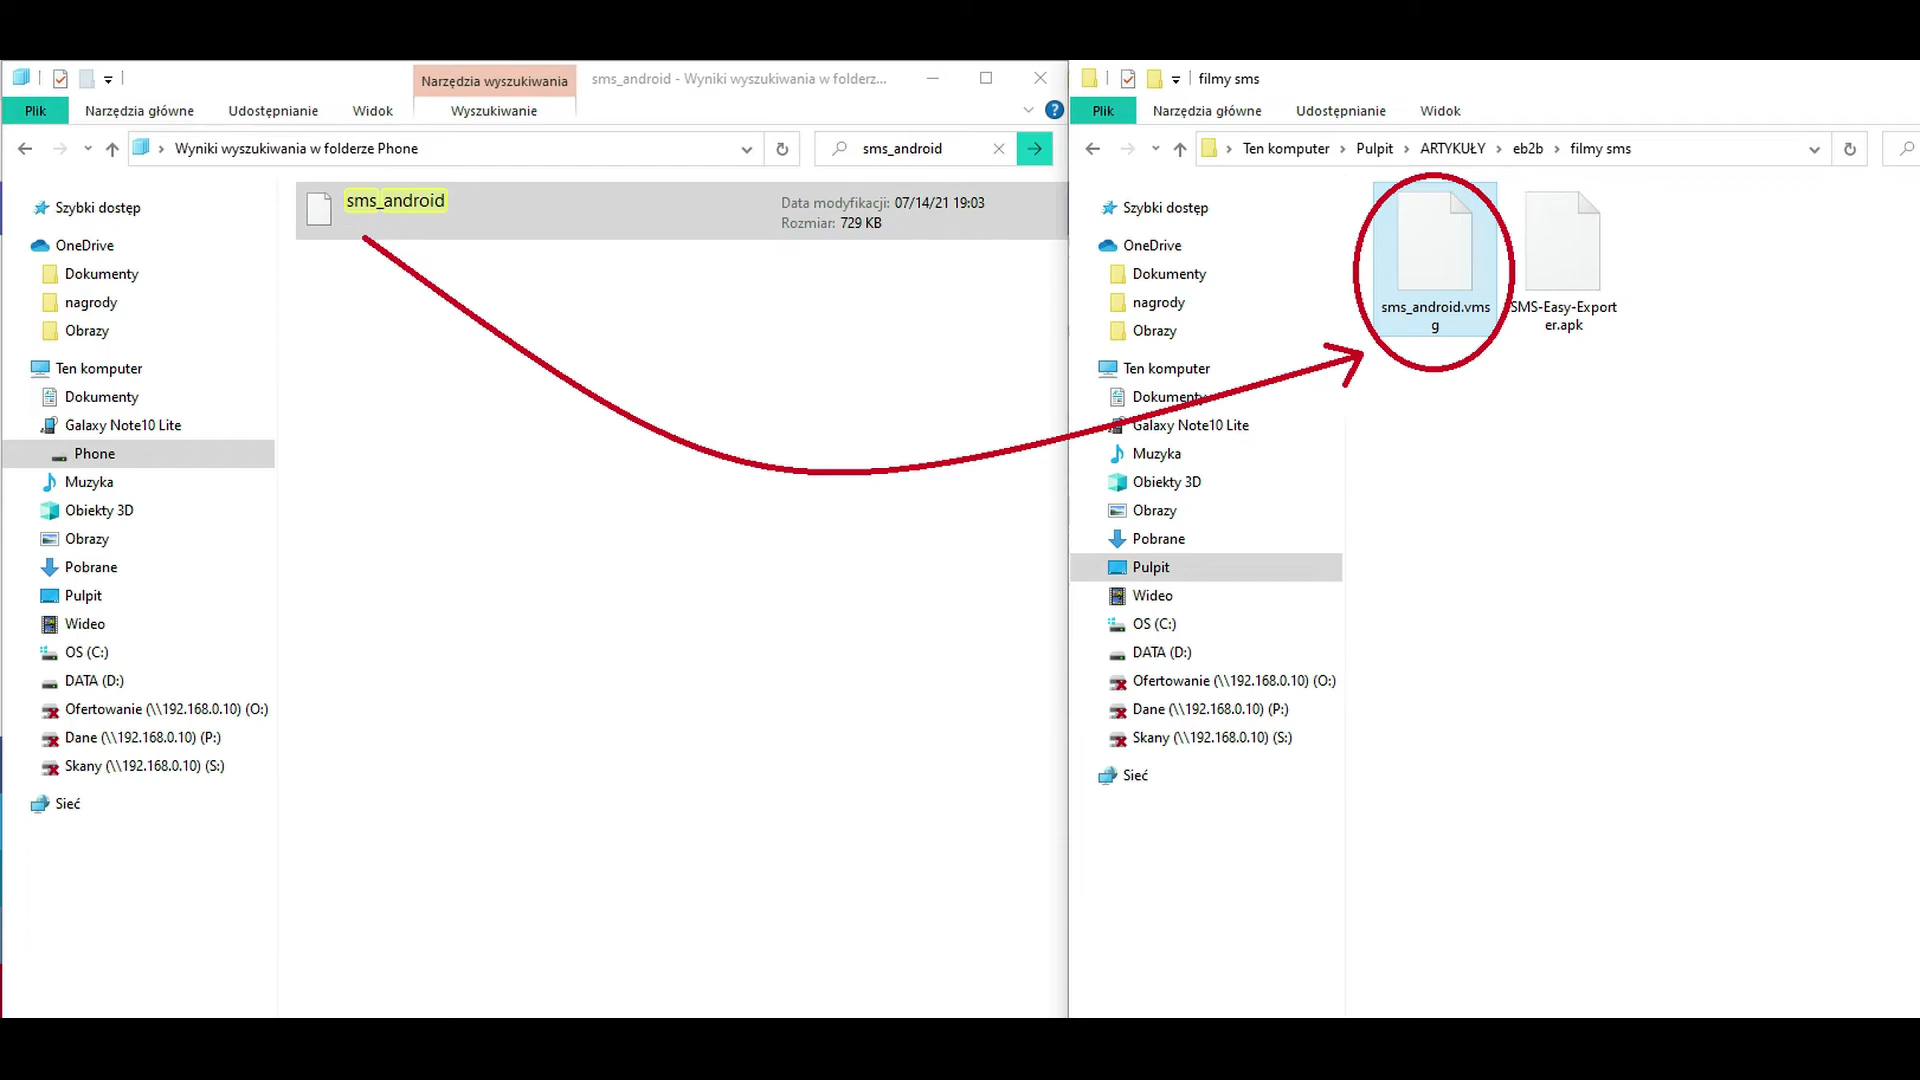 Narzędzia wyszukiwania
sms_android - Wyniki wyszukiwania w folderz...
Plik
Narzędzia główne
Udostępnianie
Widok
Wyszukiwanie
Wyniki wyszukiwania w folderze Phone
sms_android
Szybki dostęp
OneDrive
Dokumenty
nagrody
Obrazy
Ten komputer
Dokumenty
Galaxy Note10 Lite
Phone
Muzyka
Obiekty 3D
Obrazy
Pobrane
Pulpit
Wideo
OS (C:)
DATA (D:)
Ofertowanie (\\192.168.0.10) (O:)
Dane (\\192.168.0.10) (P:)
Skany (\\192.168.0.10) (S:)
Sieć
sms_android
Data modyfikacji: 07/14/21 19:03
Rozmiar: 729 KB
filmy sms
Plik
Narzędzia główne
Udostępnianie
Widok
Ten komputer › Pulpit › ARTYKUŁY › eb2b › filmy sms
Szybki dostęp
OneDrive
Dokumenty
nagrody
Obrazy
Ten komputer
Dokumenty
Galaxy Note10 Lite
Muzyka
Obiekty 3D
Obrazy
Pobrane
Pulpit
Wideo
OS (C:)
DATA (D:)
Ofertowanie (\\192.168.0.10) (O:)
Dane (\\192.168.0.10) (P:)
Skany (\\192.168.0.10) (S:)
Sieć
sms_android.vms
g
SMS-Easy-Export
er.apk